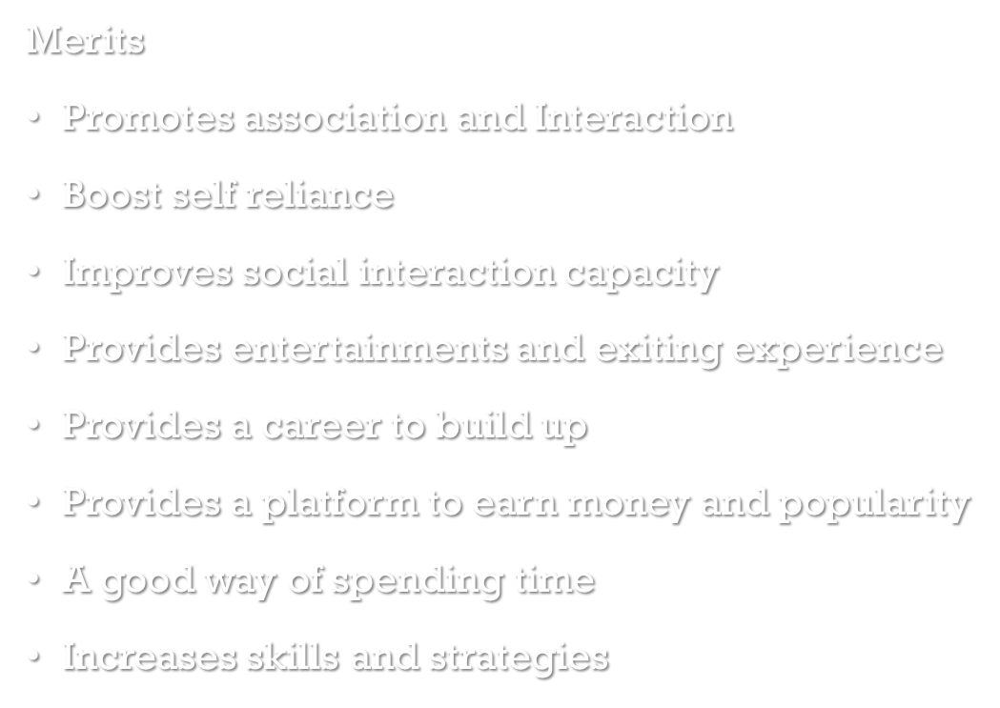 Merits
• Promotes association and Interaction
• Boost self reliance
• Improves social interaction capacity
• Provides entertainments and exiting experience
• Provides a career to build up
• Provides a platform to earn money and popularity
• A good way of spending time
• Increases skills and strategies